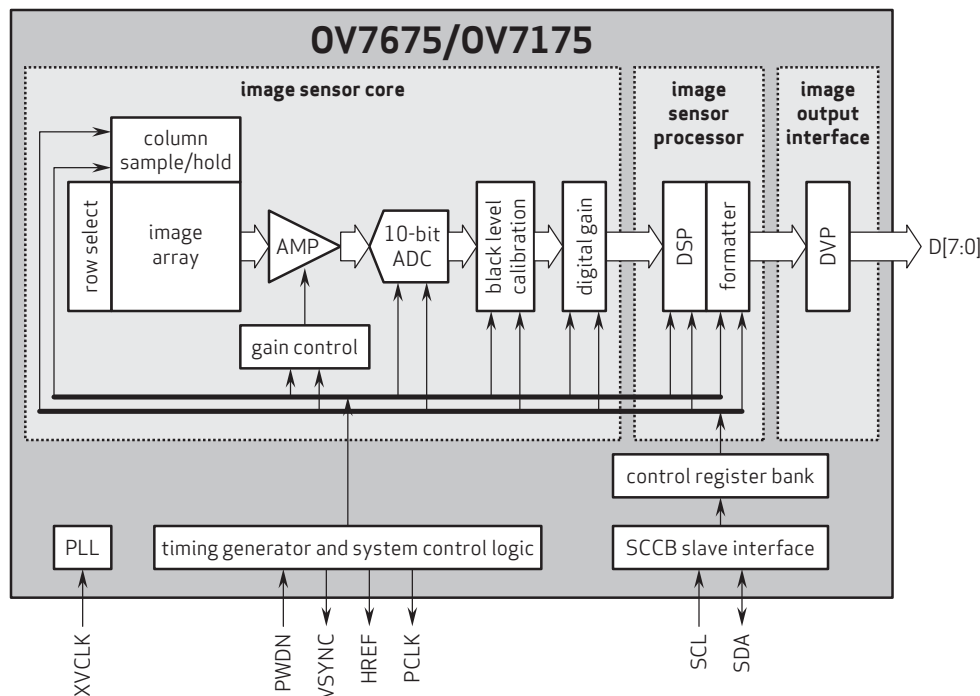 OV7675/OV7175
image sensor core
image
sensor
processor
image
output
interface
column
sample/hold
row select
image
array
AMP
10-bit
ADC
black level
calibration
digital gain
DSP
formatter
DVP
D[7:0]
gain control
control register bank
PLL
timing generator and system control logic
SCCB slave interface
XVCLK
PWDN
VSYNC
HREF
PCLK
SCL
SDA